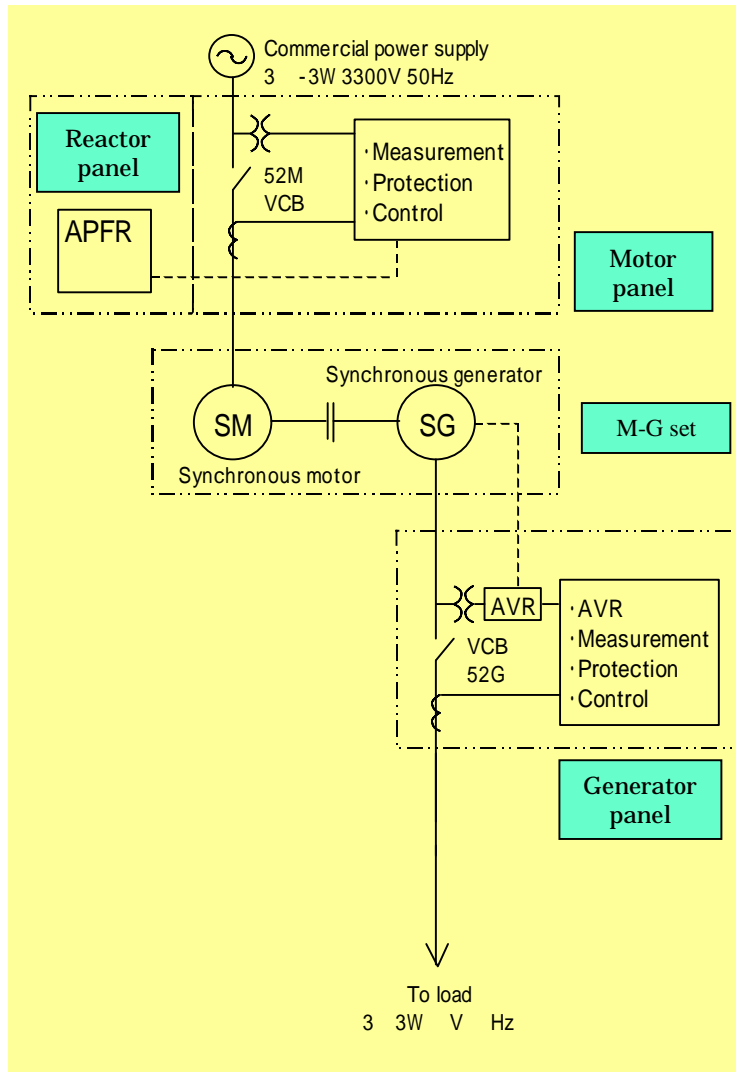 Commercial power supply
3 -3W 3300V 50Hz
Reactor
panel
52M
VCB
·Measurement
·Protection
·Control
APFR
Motor
panel
Synchronous generator
SM
SG
M-G set
Synchronous motor
AVR
·AVR
·Measurement
·Protection
·Control
VCB
52G
Generator
panel
To load
3 3W V Hz